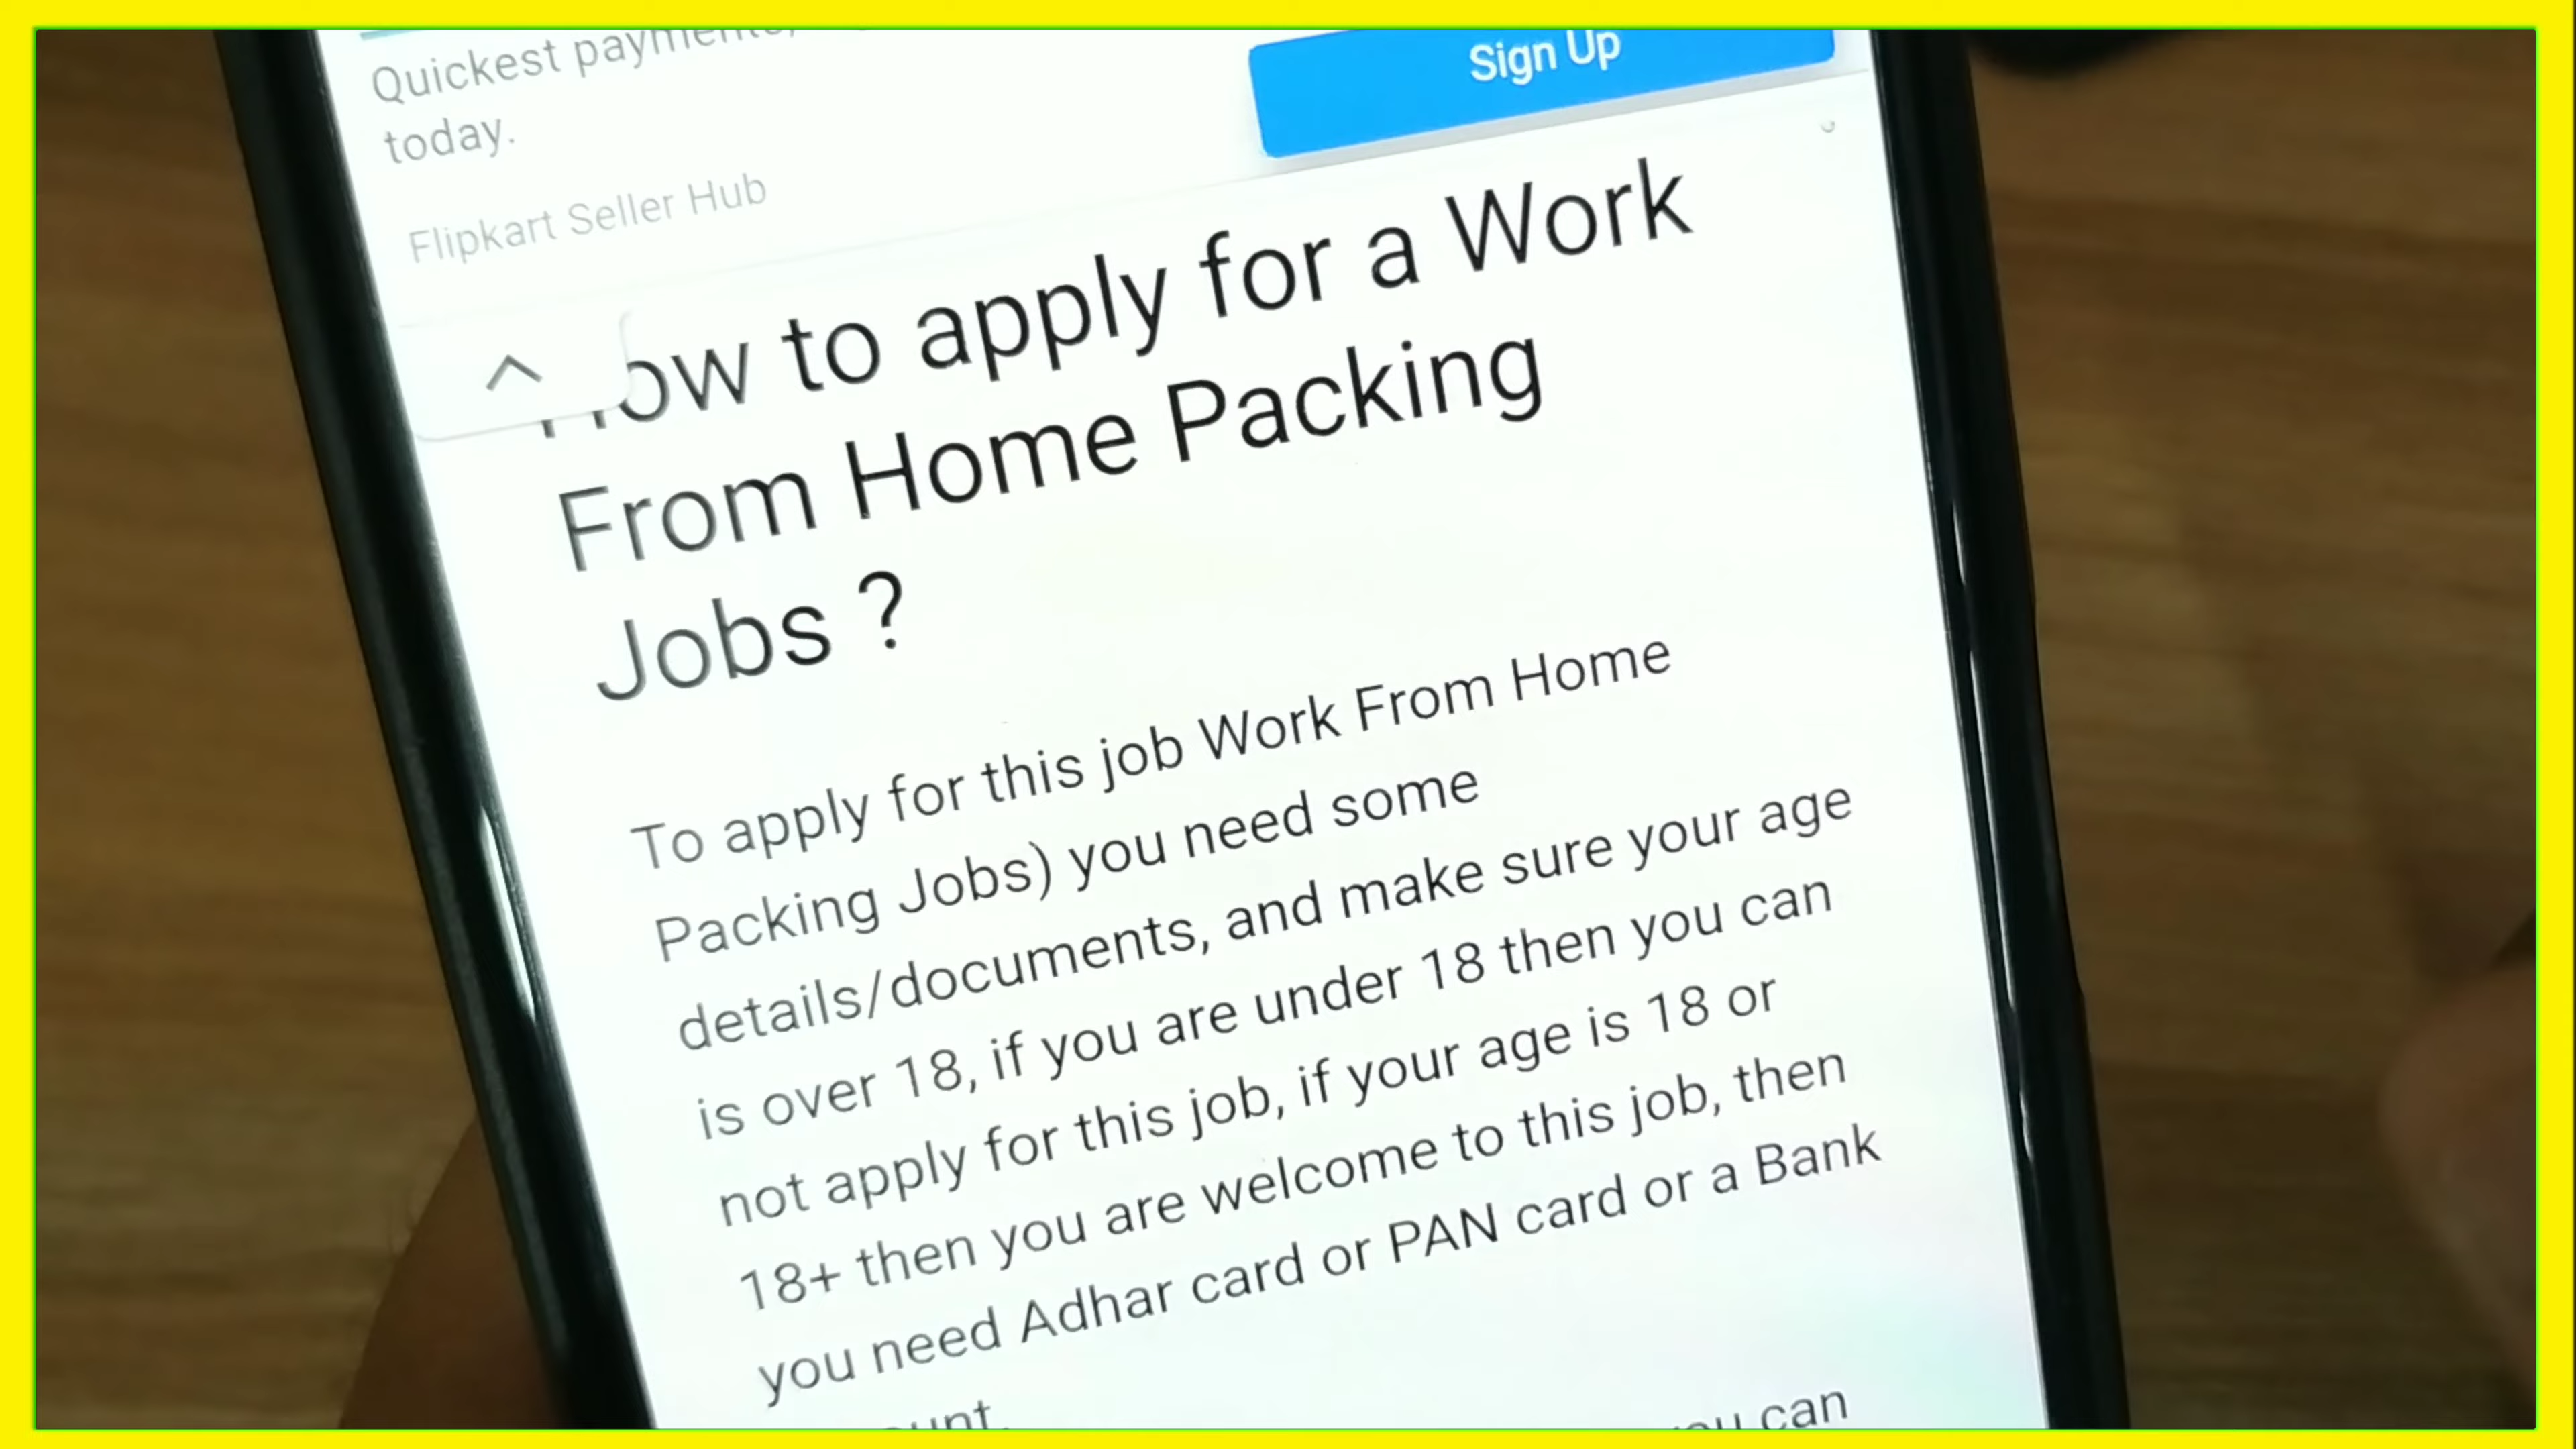 Quickest payments,
today.
Sign Up
Flipkart Seller Hub
How to apply for a Work
From Home Packing
Jobs ?
To apply for this job Work From Home
Packing Jobs) you need some
details/documents, and make sure your age
is over 18, if you are under 18 then you can
not apply for this job, if your age is 18 or
18+ then you are welcome to this job, then
you need Adhar card or PAN card or a Bank
can